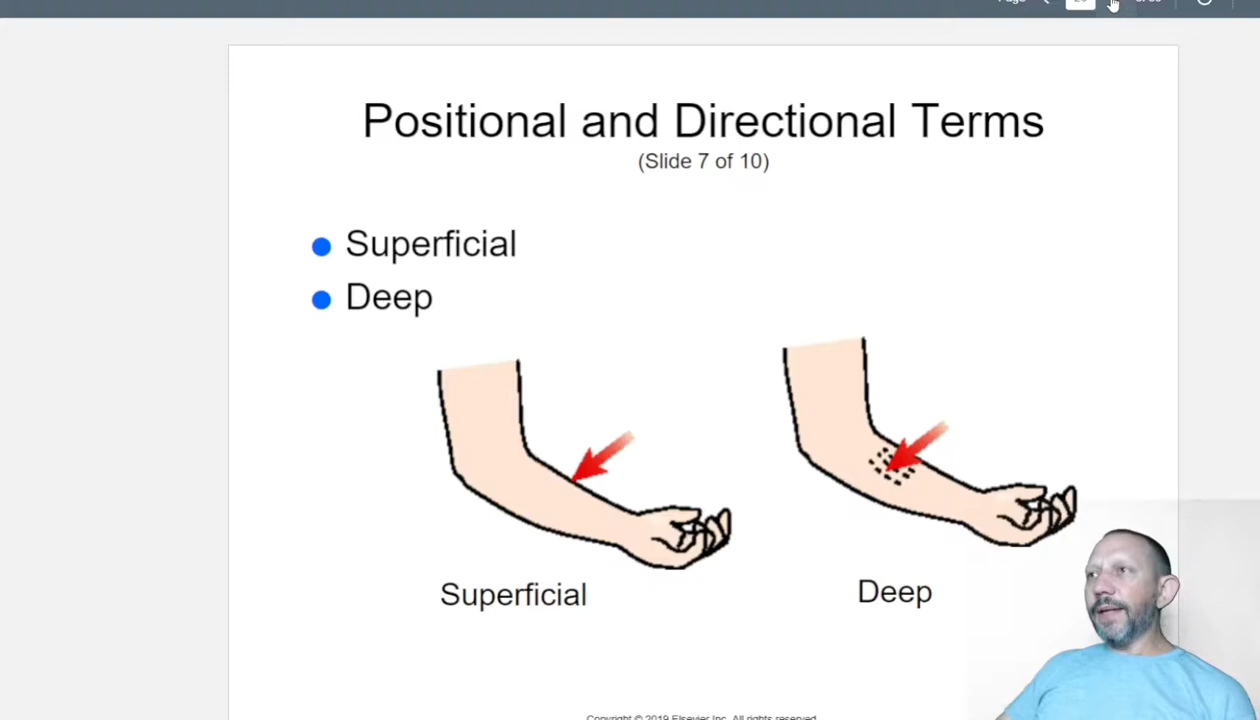 Positional and Directional Terms
(Slide 7 of 10)
Superficial
Deep
Superficial
Deep
Copyright © 2019 Elsevier Inc. All rights reserved